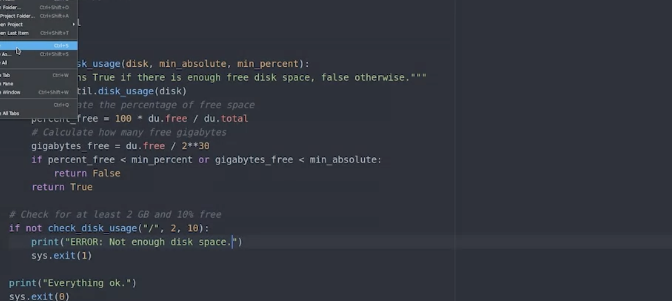 Folder... Ctrl+Shift+O
Project Folder... Ctrl+Shift+A
en Project
en Last Item Ctrl+Shift+T
Ctrl+S
As... Ctrl+Shift+S
All
Tab Ctrl+W
Pane
Window Ctrl+Shift+W
Ctrl+Q
All Tabs
sk_usage(disk, min_absolute, min_percent):
ns True if there is enough free disk space, false otherwise."""
til.disk_usage(disk)
ate the percentage of free space
percent_free = 100 * du.free / du.total
# Calculate how many free gigabytes
gigabytes_free = du.free / 2**30
if percent_free < min_percent or gigabytes_free < min_absolute:
return False
return True
# Check for at least 2 GB and 10% free
if not check_disk_usage("/", 2, 10):
print("ERROR: Not enough disk space.")
sys.exit(1)
print("Everything ok.")
sys.exit(0)